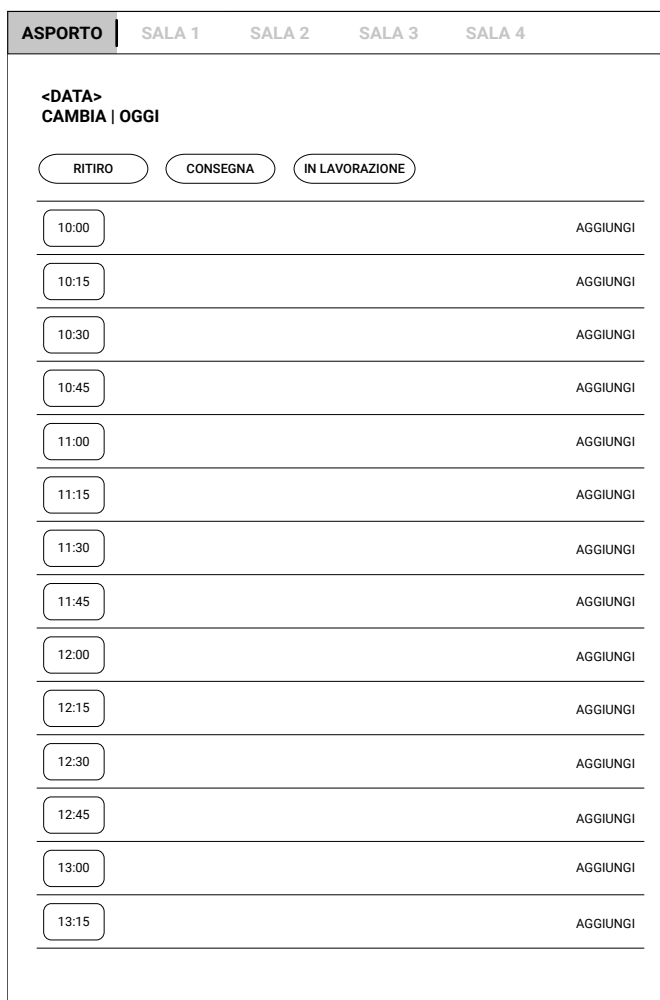 ASPORTO SALA 1 SALA 2 SALA 3 SALA 4
<DATA>
CAMBIA | OGGI
RITIRO CONSEGNA IN LAVORAZIONE
10:00 AGGIUNGI
10:15 AGGIUNGI
10:30 AGGIUNGI
10:45 AGGIUNGI
11:00 AGGIUNGI
11:15 AGGIUNGI
11:30 AGGIUNGI
11:45 AGGIUNGI
12:00 AGGIUNGI
12:15 AGGIUNGI
12:30 AGGIUNGI
12:45 AGGIUNGI
13:00 AGGIUNGI
13:15 AGGIUNGI